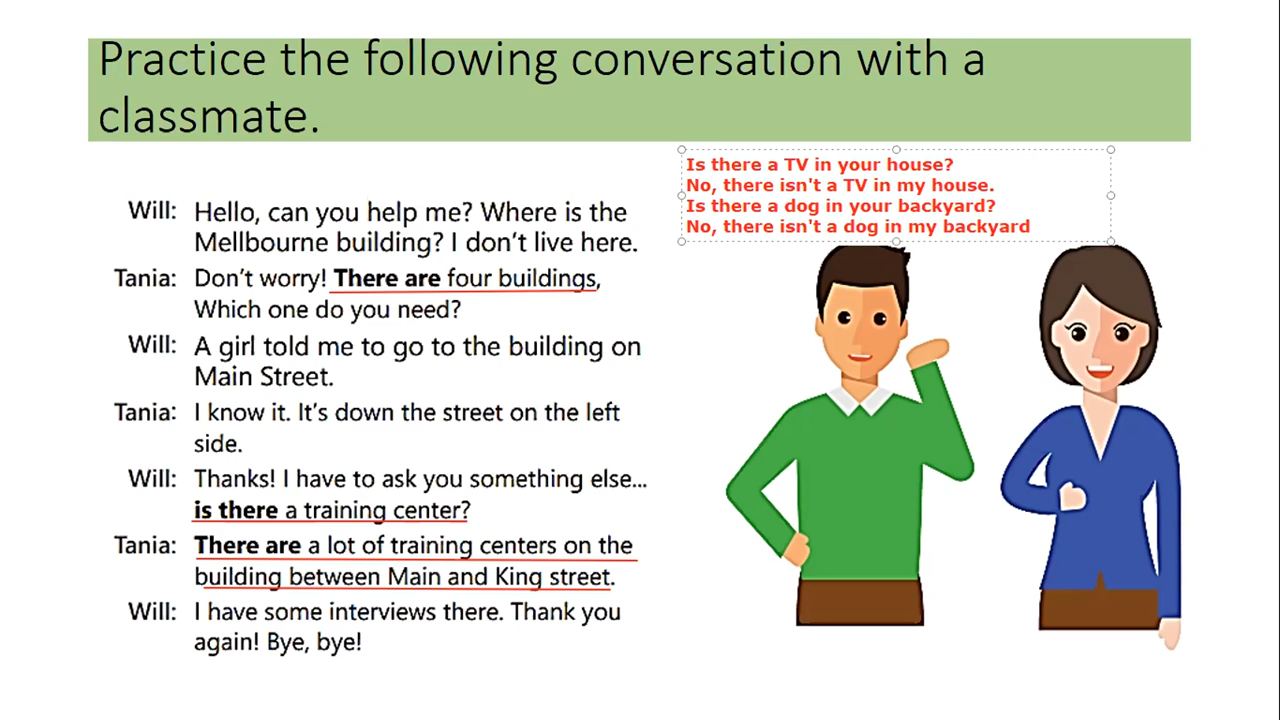 Practice the following conversation with a
classmate.
Is there a TV in your house?
No, there isn't a TV in my house.
Is there a dog in your backyard?
No, there isn't a dog in my backyard
Will: Hello, can you help me? Where is the
Mellbourne building? I don't live here.
Tania: Don't worry! There are four buildings,
Which one do you need?
Will: A girl told me to go to the building on
Main Street.
Tania: I know it. It's down the street on the left
side.
Will: Thanks! I have to ask you something else...
is there a training center?
Tania: There are a lot of training centers on the
building between Main and King street.
Will: I have some interviews there. Thank you
again! Bye, bye!